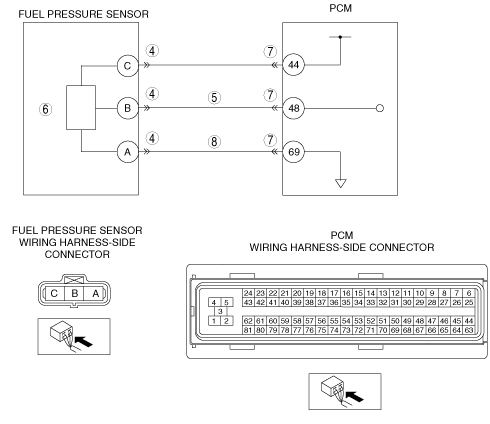 FUEL PRESSURE SENSOR
PCM
C 4 7 44
6
B 4 5 7 48
A 4 8 7 69
FUEL PRESSURE SENSOR
WIRING HARNESS-SIDE
CONNECTOR
PCM
WIRING HARNESS-SIDE CONNECTOR
C B A
24 23 22 21 20 19 18 17 16 15 14 13 12 11 10 9 8 7 6
4 5 43 42 41 40 39 38 37 36 35 34 33 32 31 30 29 28 27 26 25
3
1 2 62 61 60 59 58 57 56 55 54 53 52 51 50 49 48 47 46 45 44
81 80 79 78 77 76 75 74 73 72 71 70 69 68 67 66 65 64 63